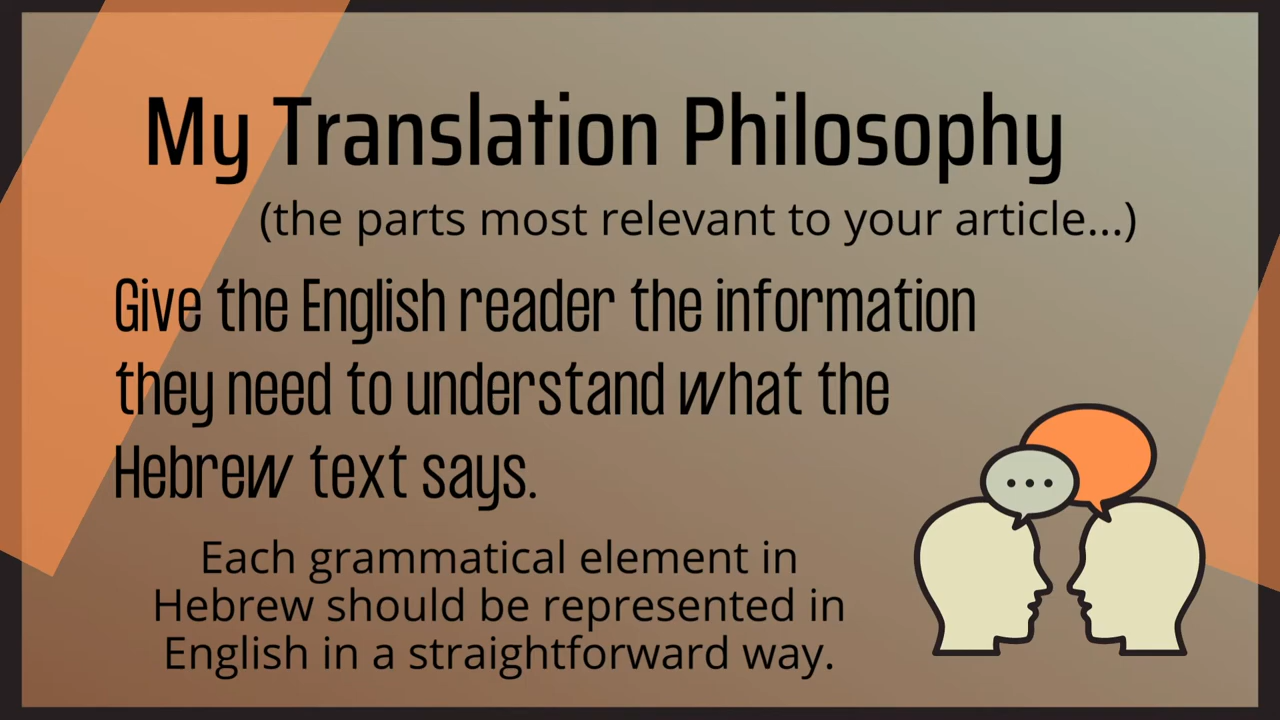 My Translation Philosophy
(the parts most relevant to your article...)
Give the English reader the information
they need to understand what the
Hebrew text says.
Each grammatical element in
Hebrew should be represented in
English in a straightforward way.